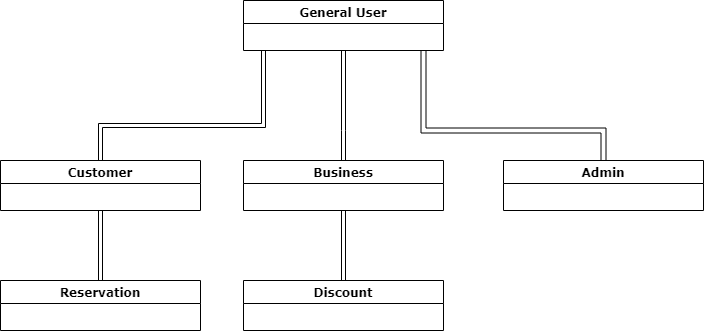 General User
Customer
Business
Admin
Reservation
Discount